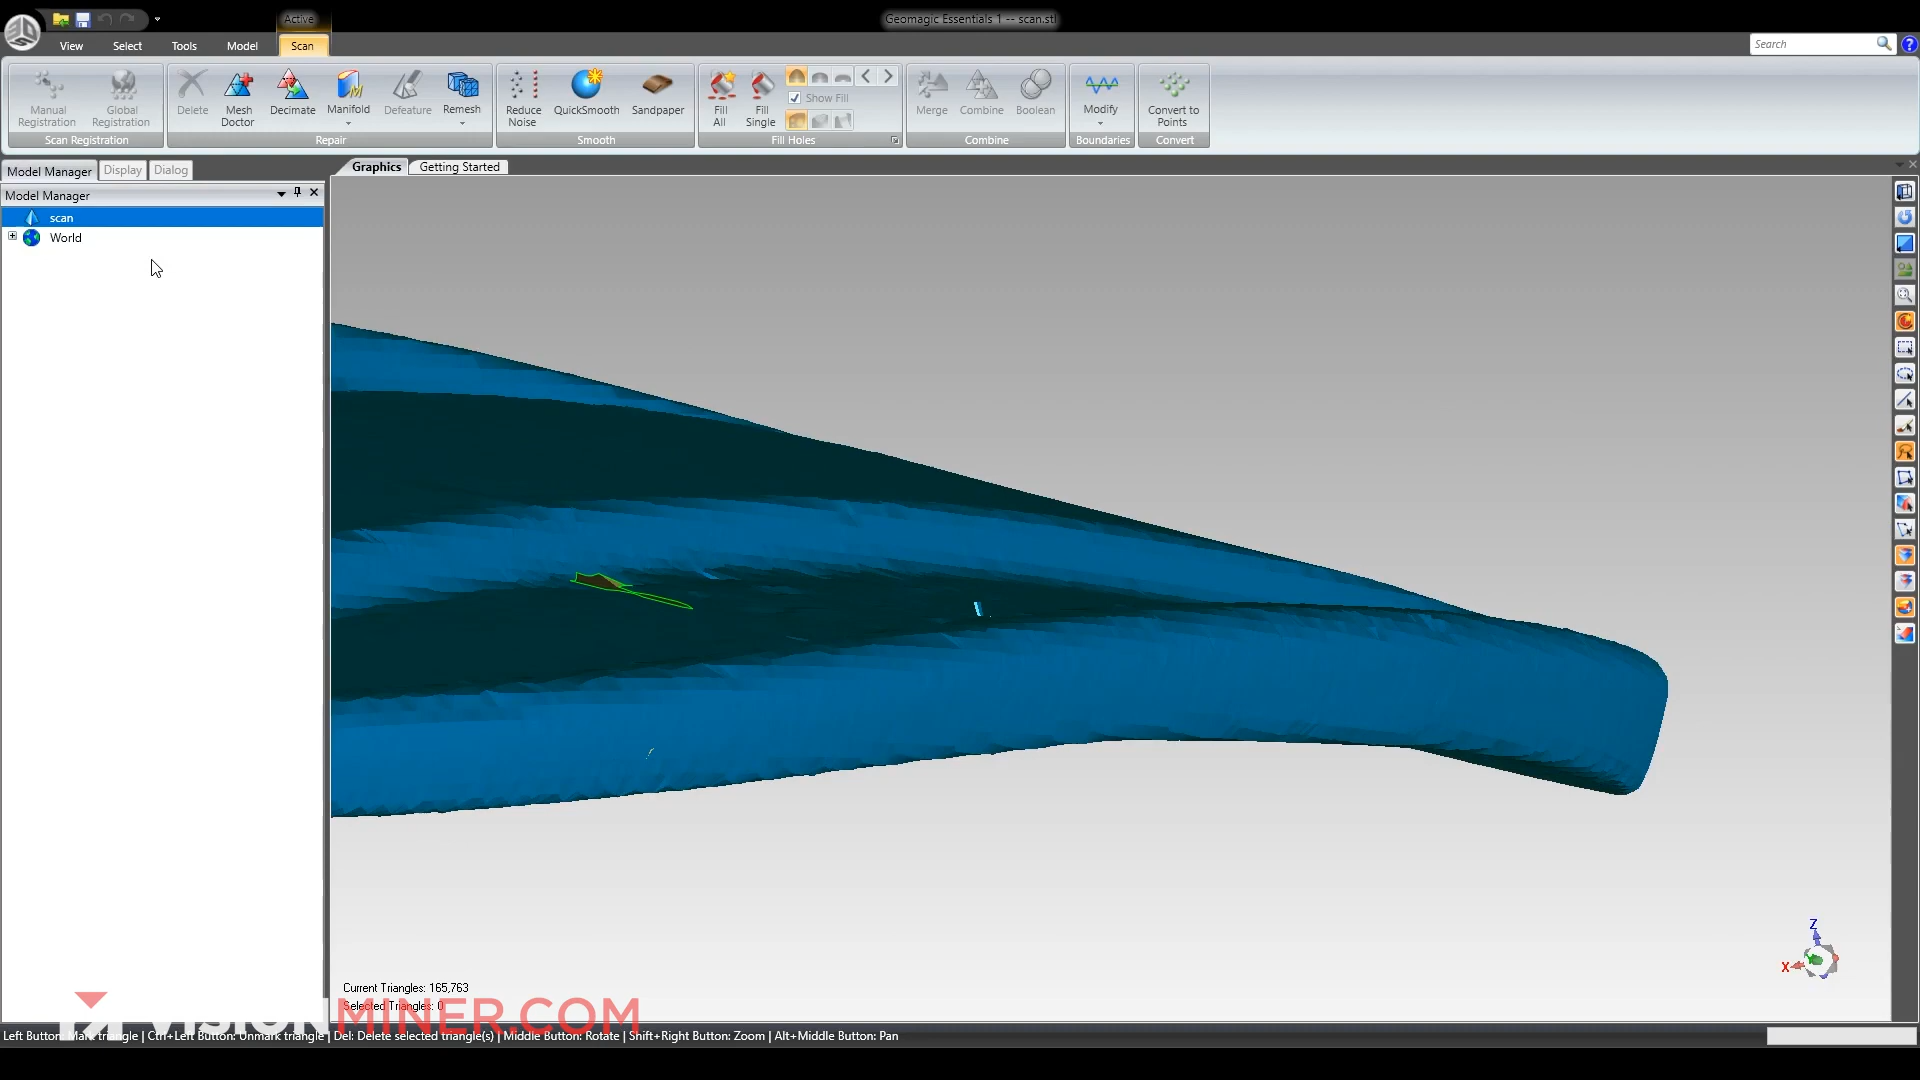 Active
Geomagic Essentials 1 -- scan.stl
View Select Tools Model Scan
Search
Manual Registration
Global Registration
Scan Registration
Delete
Mesh Doctor
Decimate
Manifold
Defeature
Remesh
Repair
Reduce Noise
QuickSmooth
Sandpaper
Smooth
Fill All
Fill Single
Show Fill
Fill Holes
Merge
Combine
Boolean
Combine
Modify
Boundaries
Convert to Points
Convert
Model Manager Display Dialog
Graphics Getting Started
Model Manager
scan
World
Z
X
Current Triangles: 165,763
Selected Triangles: 0
VISIONMINER.COM
Left Button: Mark triangle | Ctrl+Left Button: Unmark triangle | Del: Delete selected triangle(s) | Middle Button: Rotate | Shift+Right Button: Zoom | Alt+Middle Button: Pan